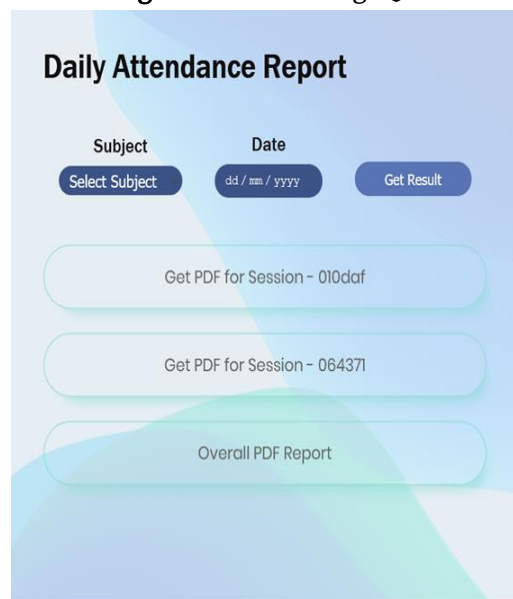 Daily Attendance Report
Subject Date
Select Subject dd / mm / yyyy Get Result
Get PDF for Session - 010daf
Get PDF for Session - 064371
Overall PDF Report